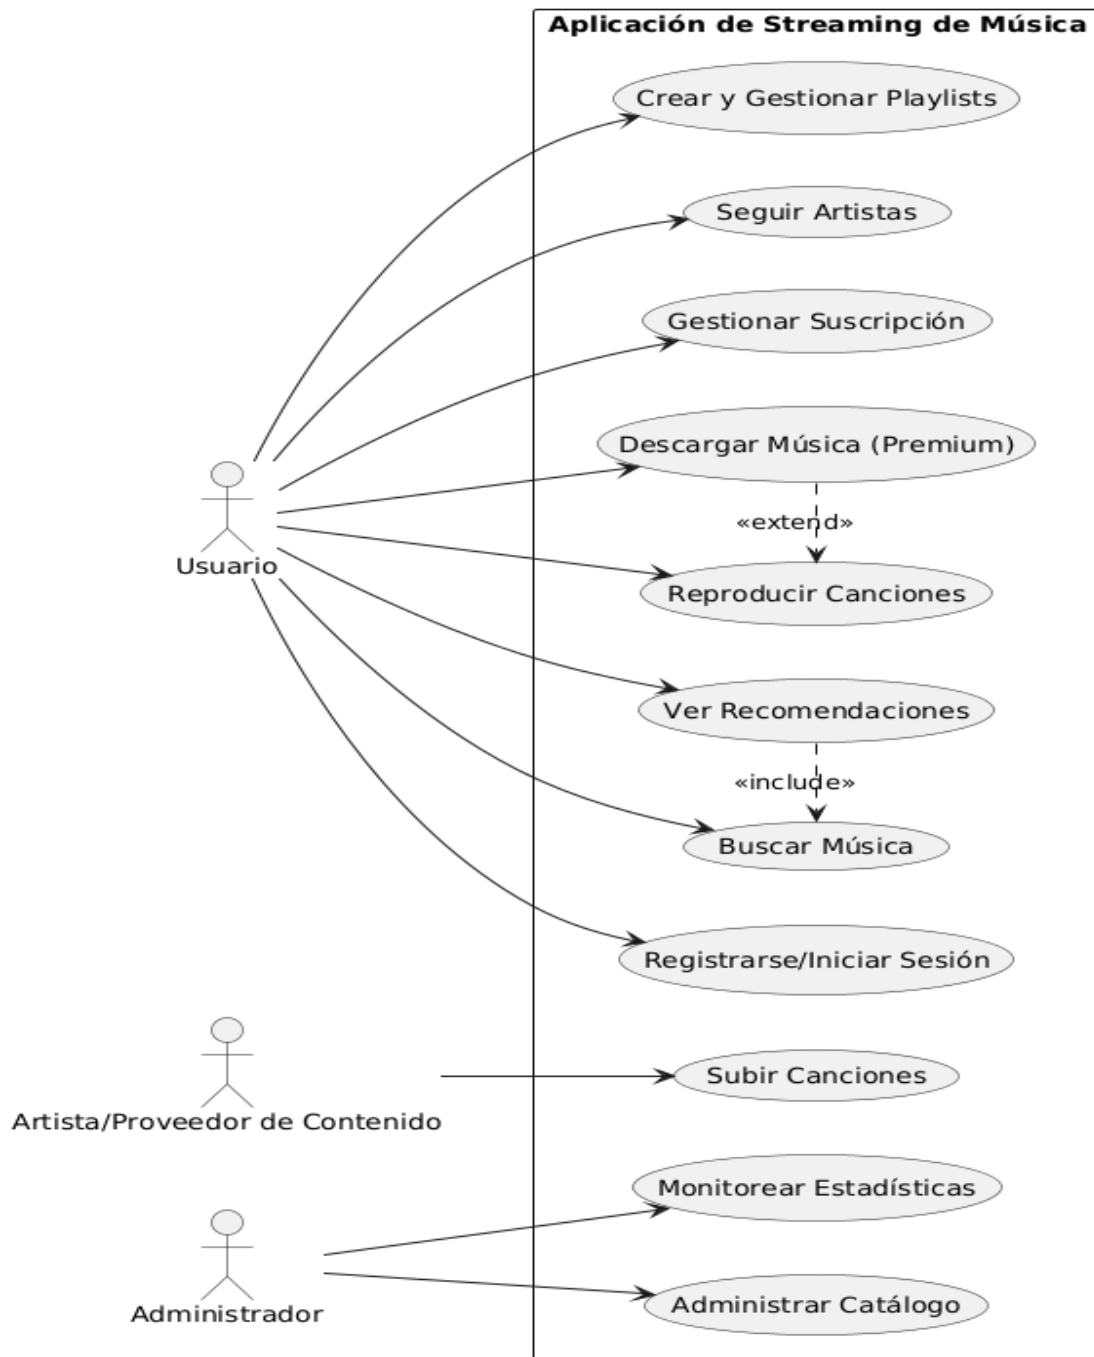 Aplicación de Streaming de Música
Crear y Gestionar Playlists
Seguir Artistas
Gestionar Suscripción
Descargar Música (Premium)
«extend»
Usuario
Reproducir Canciones
Ver Recomendaciones
«include»
Buscar Música
Registrarse/Iniciar Sesión
Subir Canciones
Artista/Proveedor de Contenido
Monitorear Estadísticas
Administrar Catálogo
Administrador